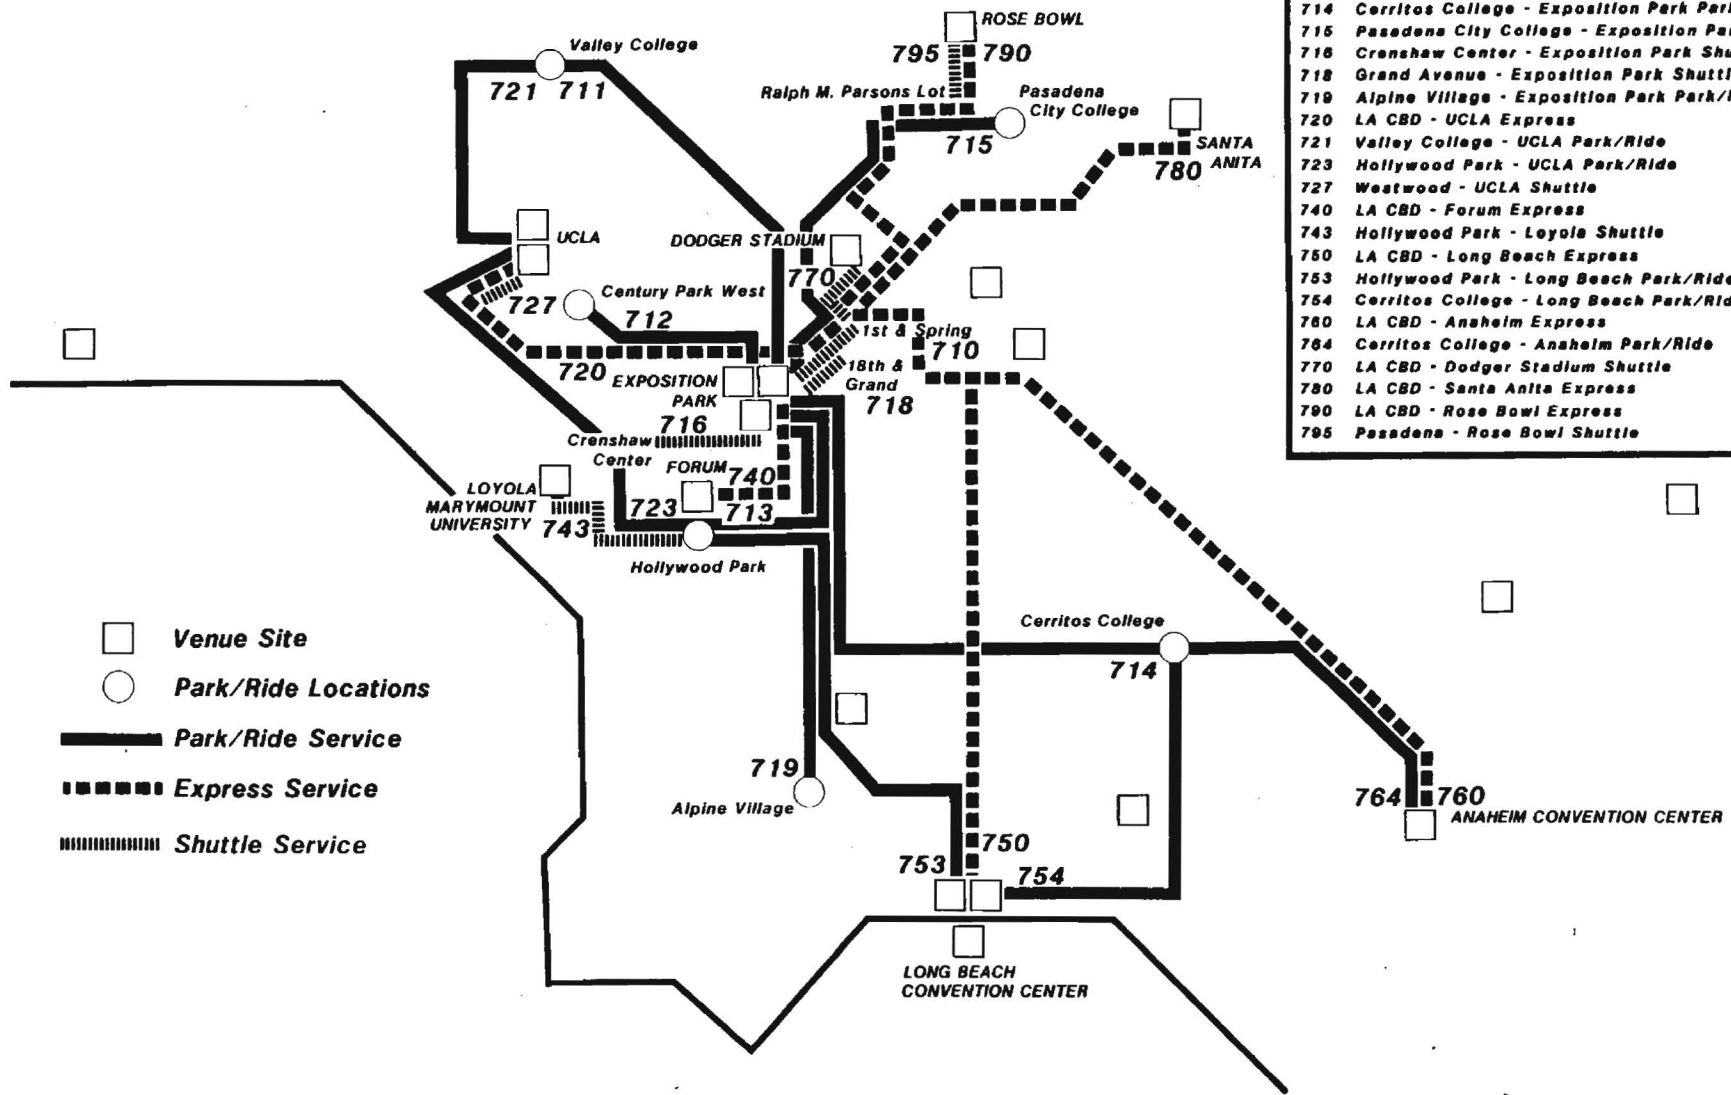 ROSE BOWL
795 790
Valley College
721 711
Ralph M. Parsons Lot
Pasadena
City College
715
SANTA
ANITA
780
UCLA
727
DODGER STADIUM
770
Century Park West
712
1st & Spring
710
720
EXPOSITION
PARK
18th &
Grand
718
716
Crenshaw
Center
FORUM
740
LOYOLA
MARYMOUNT
UNIVERSITY
743
723
713
Hollywood Park
Cerritos College
714
719
Alpine Village
764
760
ANAHEIM CONVENTION CENTER
753
750
754
LONG BEACH
CONVENTION CENTER
Venue Site
Park/Ride Locations
Park/Ride Service
Express Service
Shuttle Service
714 Cerritos College - Exposition Park
715 Pasadena City College - Exposition
716 Crenshaw Center - Exposition Park
718 Grand Avenue - Exposition Park
719 Alpine Village - Exposition Park
720 LA CBD - UCLA Express
721 Valley College - UCLA Park/Ride
723 Hollywood Park - UCLA Park/Ride
727 Westwood - UCLA Shuttle
740 LA CBD - Forum Express
743 Hollywood Park - Loyola Shuttle
750 LA CBD - Long Beach Express
753 Hollywood Park - Long Beach Park/Ride
754 Cerritos College - Long Beach
760 LA CBD - Anaheim Express
764 Cerritos College - Anaheim Park/Ride
770 LA CBD - Dodger Stadium Shuttle
780 LA CBD - Santa Anita Express
790 LA CBD - Rose Bowl Express
795 Pasadena - Rose Bowl Shuttle